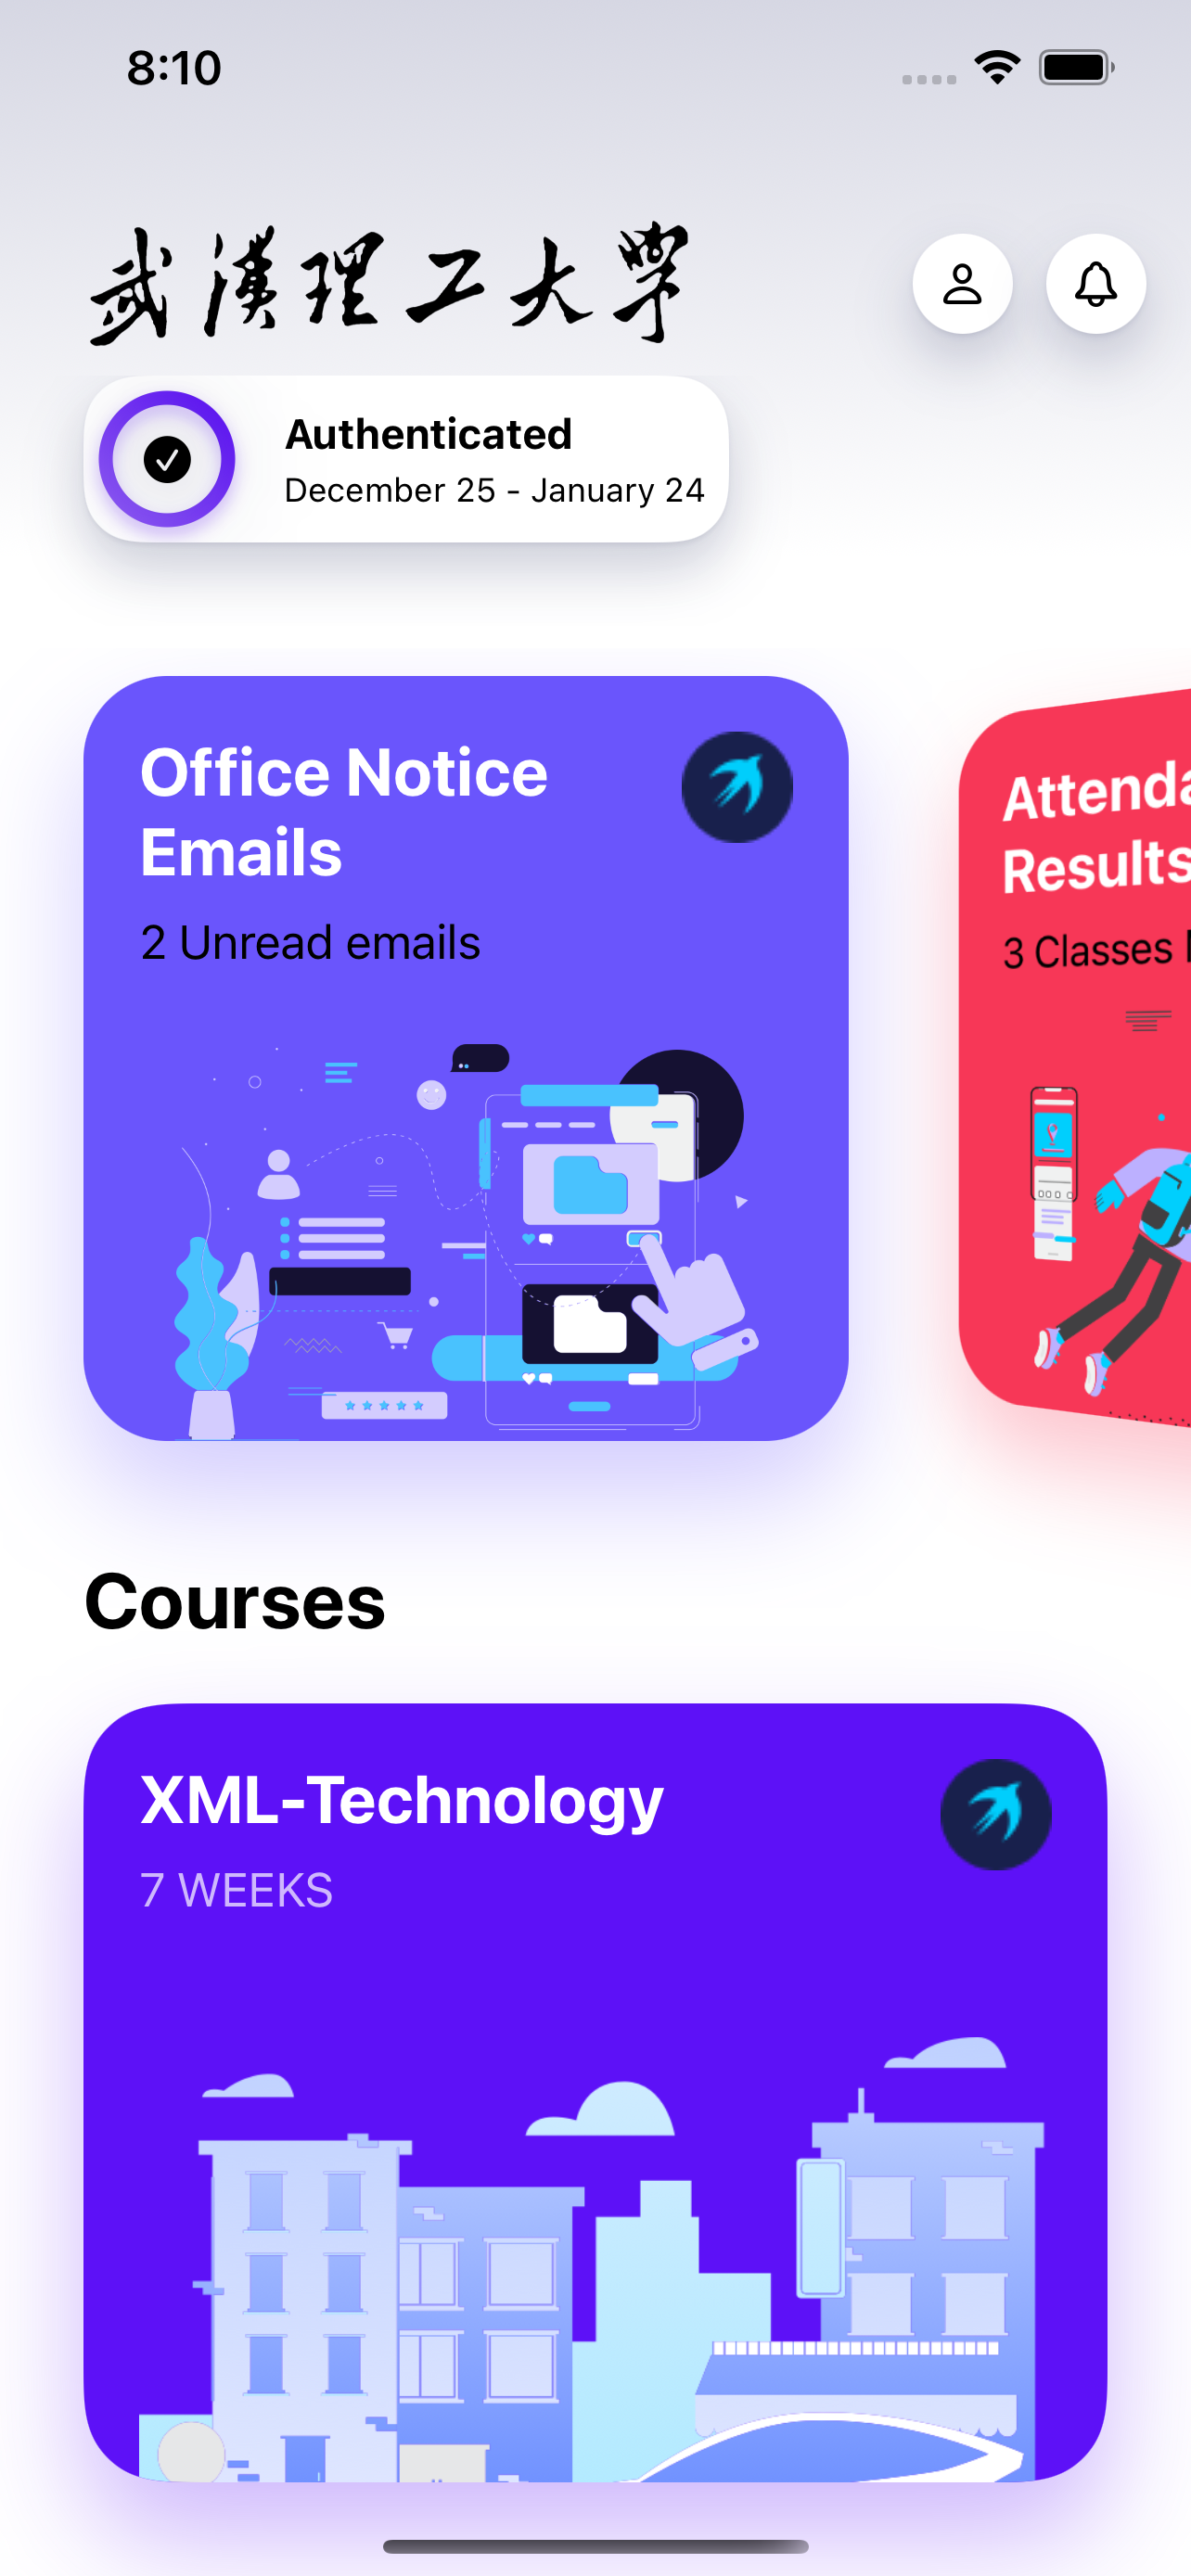 8:10
武漢理工大學
Authenticated
December 25 - January 24
Office Notice
Emails
2 Unread emails
Results
3 Classes
Courses
XML-Technology
7 WEEKS